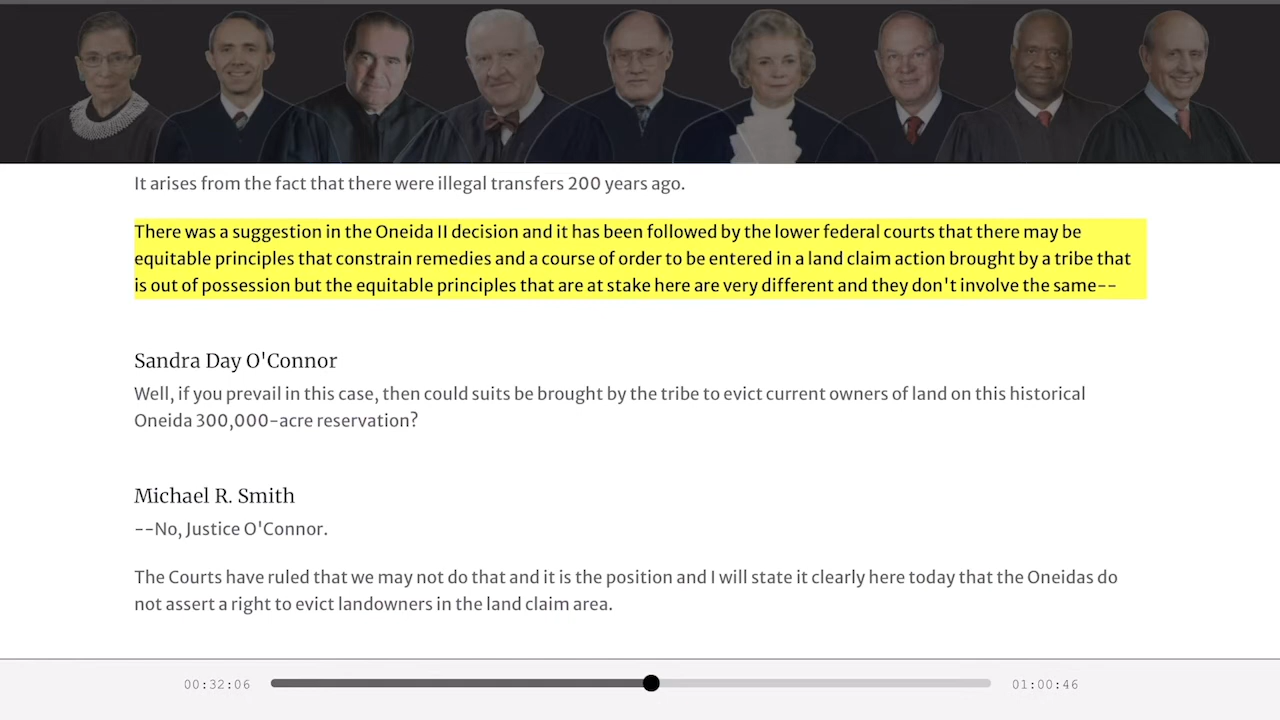 It arises from the fact that there were illegal transfers 200 years ago.
There was a suggestion in the Oneida II decision and it has been followed by the lower federal courts that there may be
equitable principles that constrain remedies and a course of order to be entered in a land claim action brought by a tribe that
is out of possession but the equitable principles that are at stake here are very different and they don't involve the same--
Sandra Day O'Connor
Well, if you prevail in this case, then could suits be brought by the tribe to evict current owners of land on this historical
Oneida 300,000-acre reservation?
Michael R. Smith
--No, Justice O'Connor.
The Courts have ruled that we may not do that and it is the position and I will state it clearly here today that the Oneidas do
not assert a right to evict landowners in the land claim area.
00:32:06 01:00:46